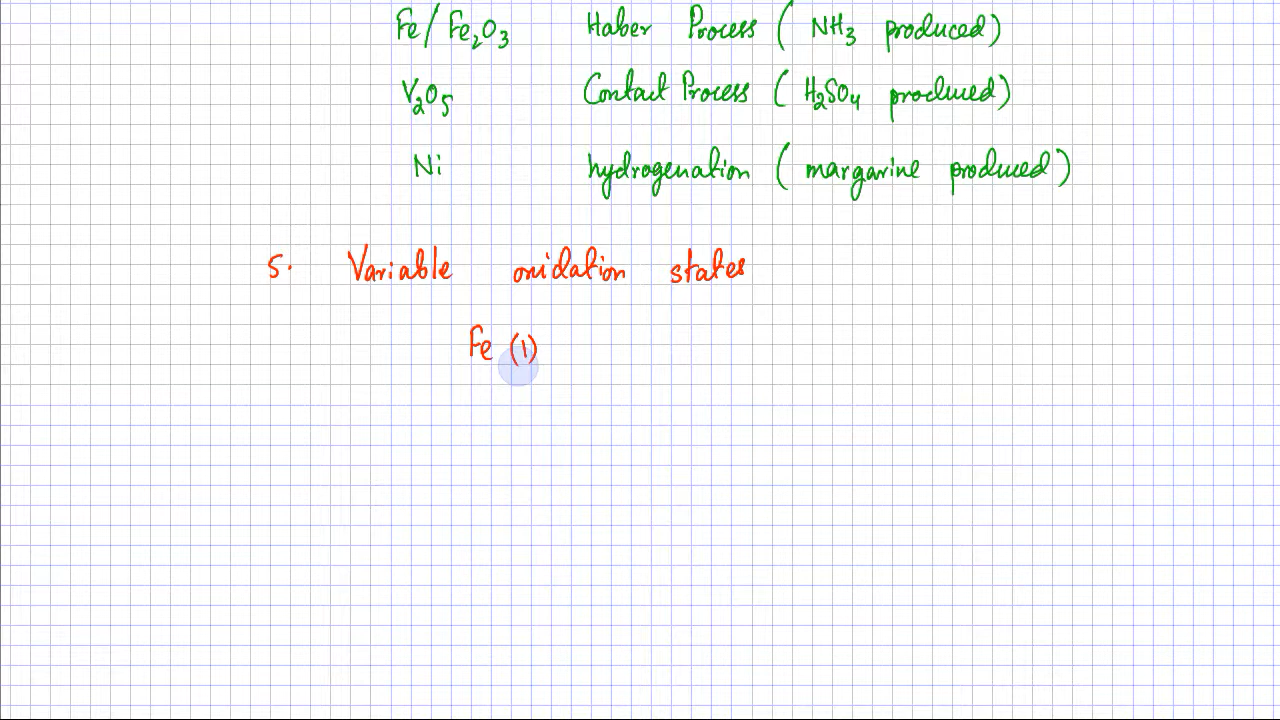 Fe/Fe₂O₃ Haber Process (NH₃ produced)
V₂O₅ Contact Process (H₂SO₄ produced)
Ni hydrogenation (margarine produced)
5. Variable oxidation states
Fe (1)